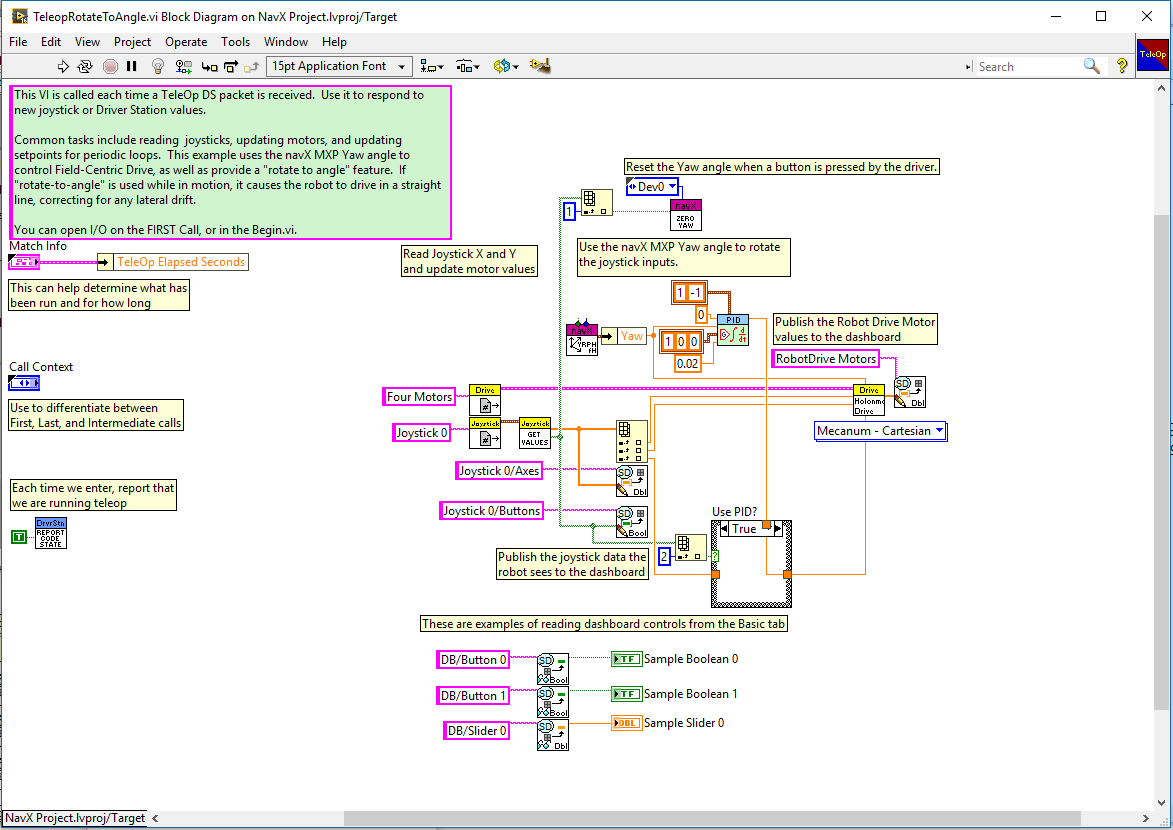 TeleopRotateToAngle.vi Block Diagram on NavX Project.lvproj/Target
File Edit View Project Operate Tools Window Help
15pt Application Font
Search
TeleOp
This VI is called each time a TeleOp DS packet is received. Use it to respond to
new joystick or Driver Station values.
Common tasks include reading joysticks, updating motors, and updating
setpoints for periodic loops. This example uses the navX MXP Yaw angle to
control Field-Centric Drive, as well as provide a "rotate to angle" feature. If
"rotate-to-angle" is used while in motion, it causes the robot to drive in a straight
line, correcting for any lateral drift.
You can open I/O on the FIRST Call, or in the Begin.vi.
Match Info
TeleOp Elapsed Seconds
This can help determine what has
been run and for how long
Call Context
Use to differentiate between
First, Last, and Intermediate calls
Each time we enter, report that
we are running teleop
T
DrvrStn
REPORT
CODE
STATE
Reset the Yaw angle when a button is pressed by the driver.
Dev0
1
navX
ZERO
YAW
Read Joystick X and Y
and update motor values
Use the navX MXP Yaw angle to rotate
the joystick inputs.
1 -1
0
PID
navX
YRPH
Yaw
1 0 0
0.02
Publish the Robot Drive Motor
values to the dashboard
RobotDrive Motors
SD
Dbl
Four Motors
Drive
Drive
Holonmc
Drive
Joystick 0
Joystick
Joystick
GET
VALUES
Mecanum - Cartesian
Joystick 0/Axes
SD
Dbl
Joystick 0/Buttons
SD
Bool
Use PID?
True
2
?
Publish the joystick data the
robot sees to the dashboard
These are examples of reading dashboard controls from the Basic tab
DB/Button 0
SD
Bool
TF
Sample Boolean 0
DB/Button 1
SD
Bool
TF
Sample Boolean 1
DB/Slider 0
SD
Dbl
DBL
Sample Slider 0
NavX Project.lvproj/Target